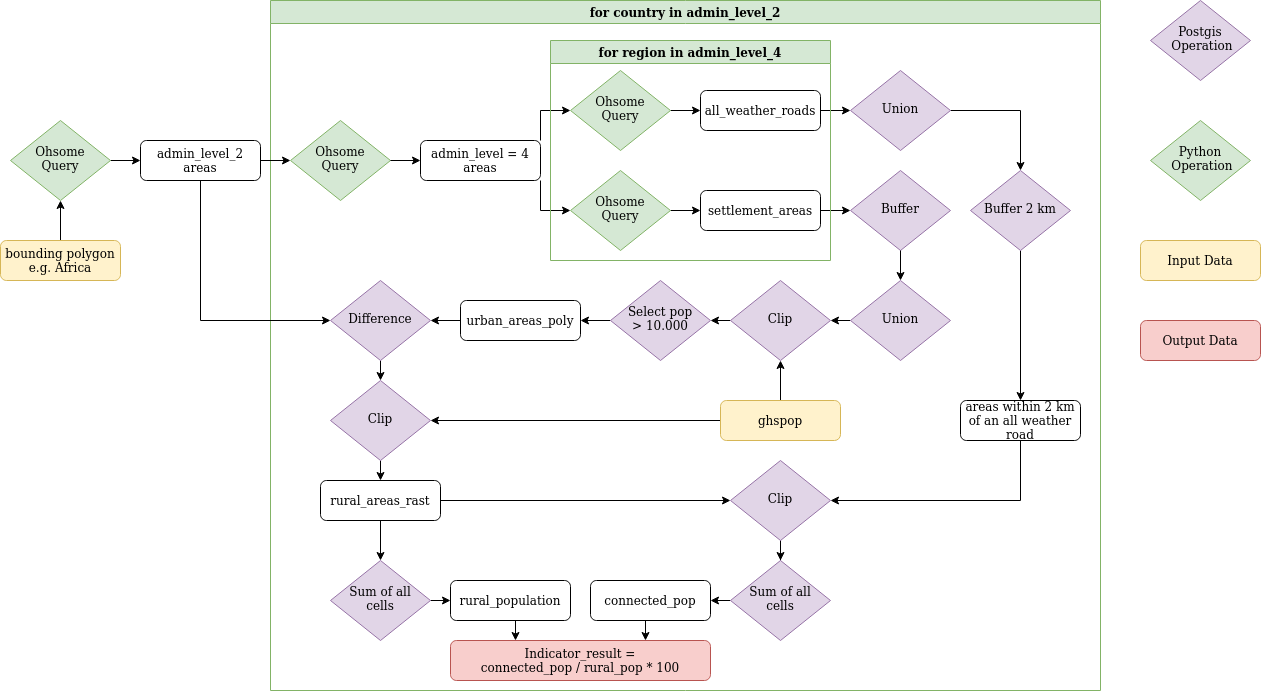 for country in admin_level_2
Postgis
Operation
for region in admin_level_4
Ohsome
Query
all_weather_roads
Union
Ohsome
Query
admin_level_2
areas
Ohsome
Query
admin_level = 4
areas
Python
Operation
Ohsome
Query
settlement_areas
Buffer
Buffer 2 km
bounding polygon
e.g. Africa
Input Data
Difference
urban_areas_poly
Select pop
> 10.000
Clip
Union
Output Data
Clip
ghspop
areas within 2 km
of an all weather
road
rural_areas_rast
Clip
Sum of all
cells
rural_population
connected_pop
Sum of all
cells
Indicator_result =
connected_pop / rural_pop * 100